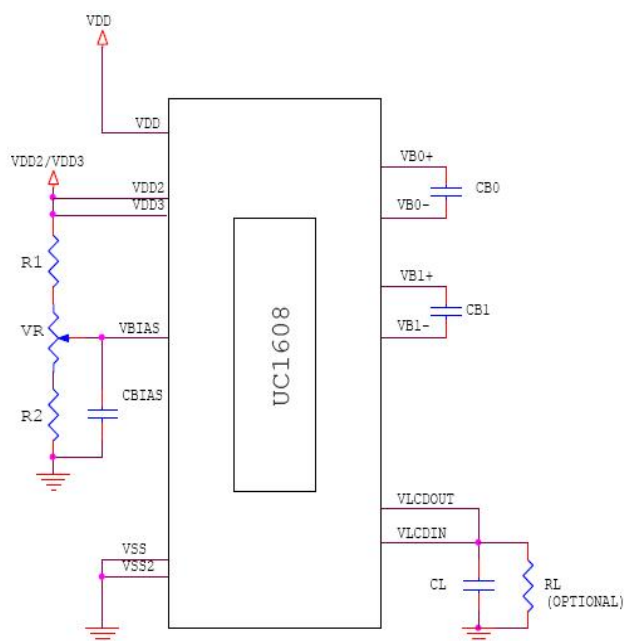 VDD
VDD
VDD2/VDD3
VDD2
VDD3
R1
VR
VBIAS
R2
CBIAS
VSS
VSS2
UC1608
VB0+
CB0
VB0-
VB1+
CB1
VB1-
VLCDOUT
VLCDIN
CL
RL
(OPTIONAL)